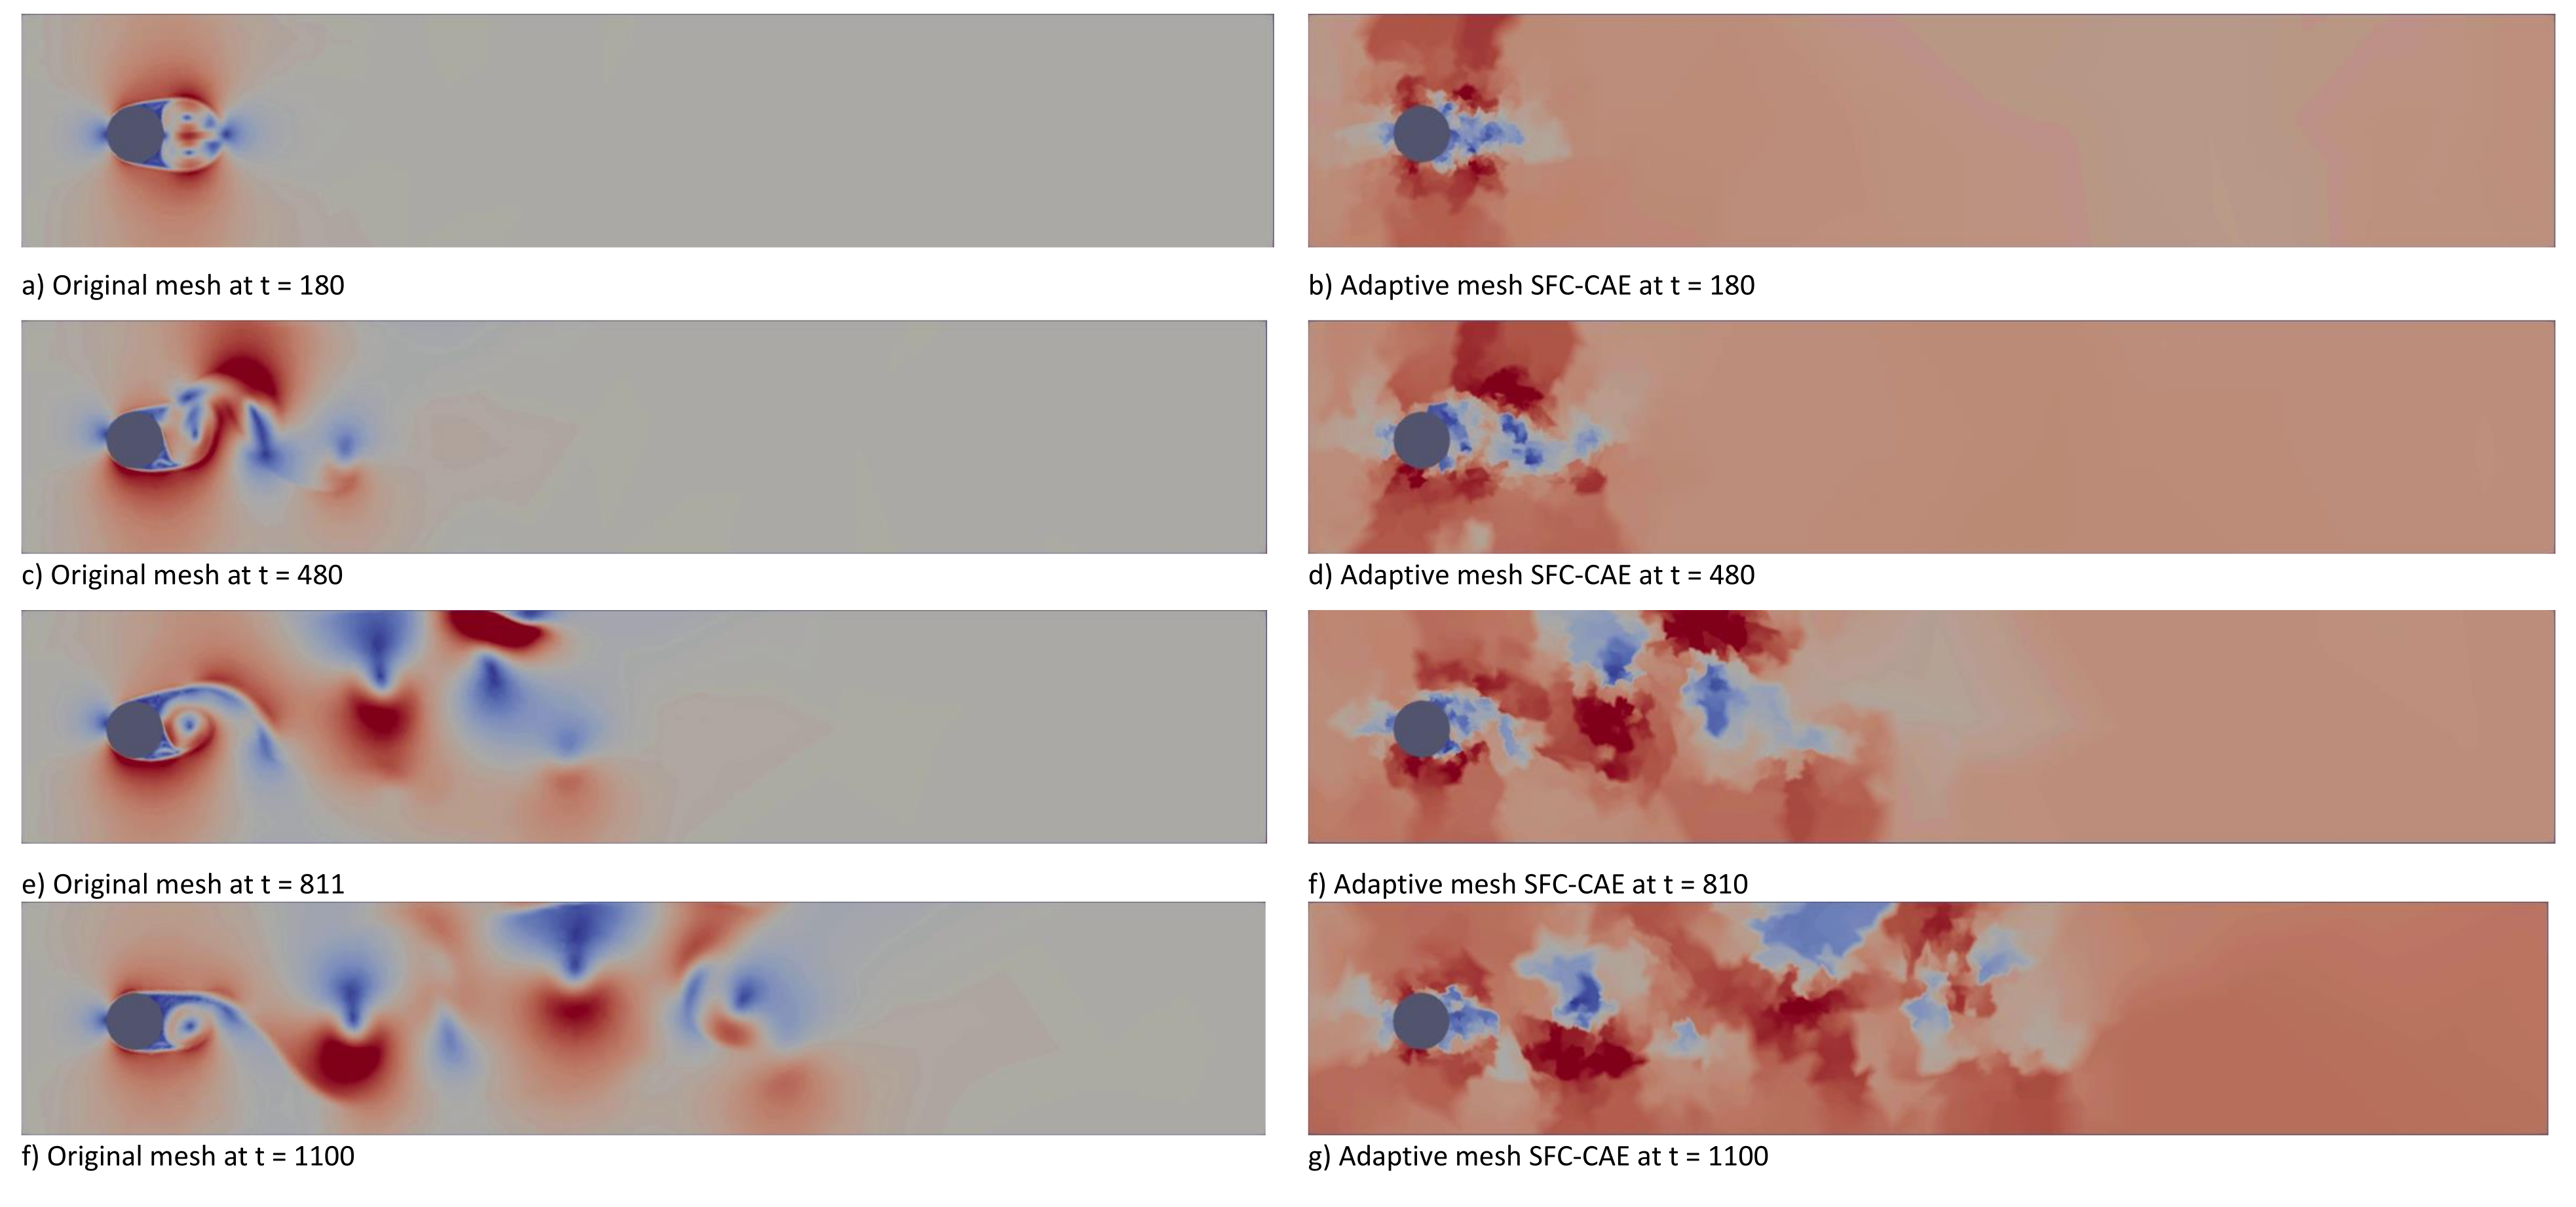 a) Original mesh at t = 180
b) Adaptive mesh SFC-CAE at t = 180
c) Original mesh at t = 480
d) Adaptive mesh SFC-CAE at t = 480
e) Original mesh at t = 811
f) Adaptive mesh SFC-CAE at t = 810
f) Original mesh at t = 1100
g) Adaptive mesh SFC-CAE at t = 1100